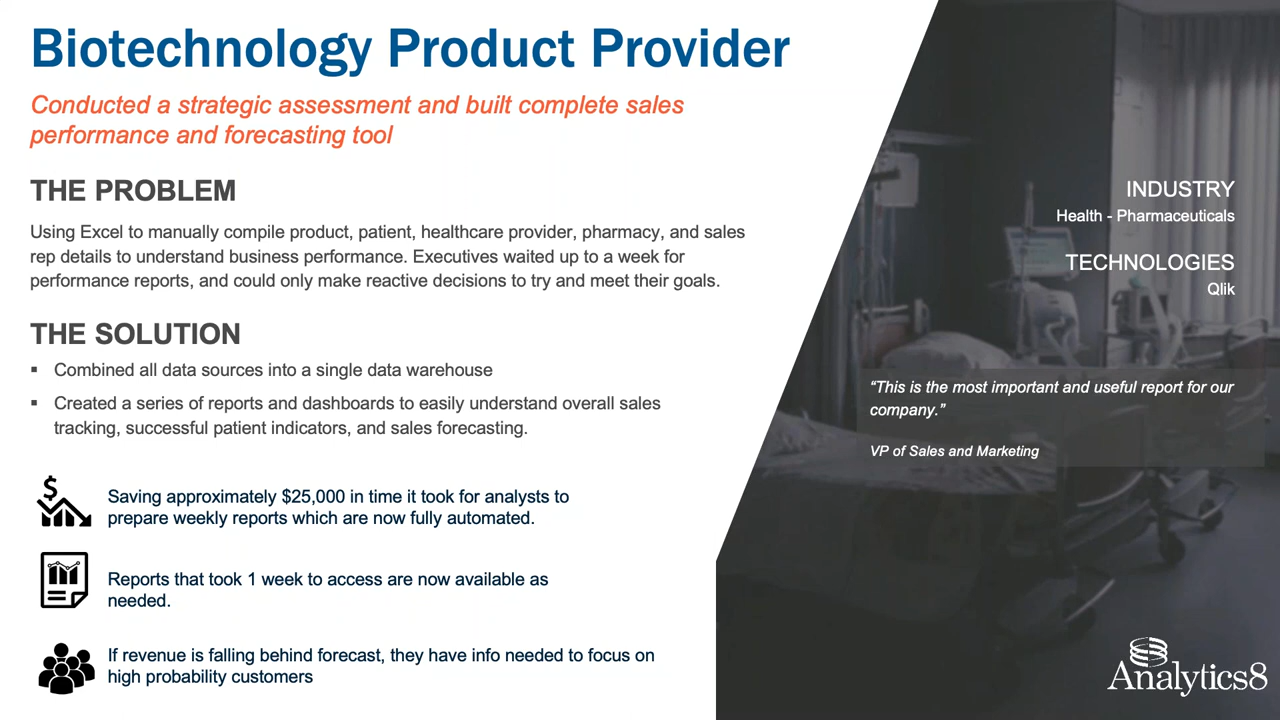 Biotechnology Product Provider
Conducted a strategic assessment and built complete sales
performance and forecasting tool
THE PROBLEM
Using Excel to manually compile product, patient, healthcare provider, pharmacy, and sales
rep details to understand business performance. Executives waited up to a week for
performance reports, and could only make reactive decisions to try and meet their goals.
THE SOLUTION
▪ Combined all data sources into a single data warehouse
▪ Created a series of reports and dashboards to easily understand overall sales
tracking, successful patient indicators, and sales forecasting.
Saving approximately $25,000 in time it took for analysts to
prepare weekly reports which are now fully automated.
Reports that took 1 week to access are now available as
needed.
If revenue is falling behind forecast, they have info needed to focus on
high probability customers
INDUSTRY
Health - Pharmaceuticals
TECHNOLOGIES
Qlik
“This is the most important and useful report for our
company.”
VP of Sales and Marketing
Analytics8